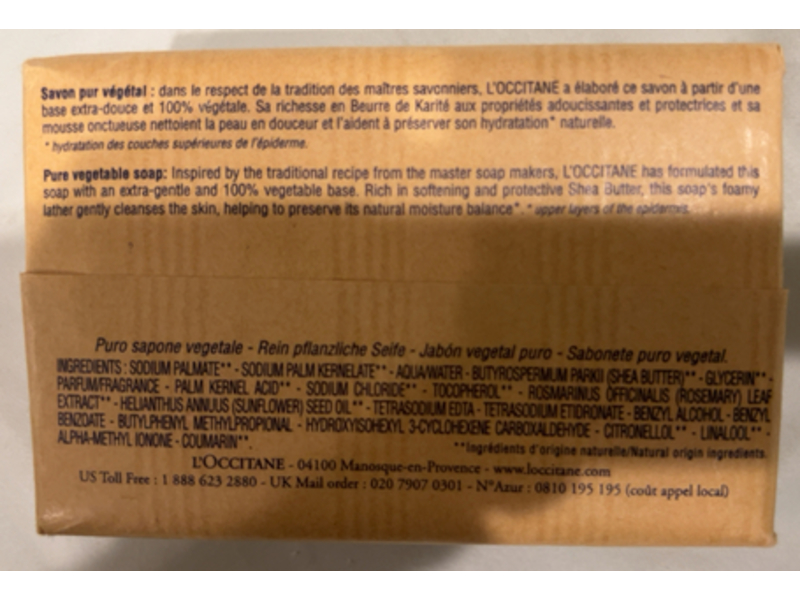 Savon pur végétal : dans le respect de la tradition des maîtres savonniers, L'OCCITANE a élaboré ce savon à partir d'une
base extra-douce et 100% végétale. Sa richesse en Beurre de Karité aux propriétés adoucissantes et protectrices et sa
mousse onctueuse nettoient la peau en douceur et l'aident à préserver son hydratation* naturelle.
* hydratation des couches supérieures de l'épiderme.
Pure vegetable soap: Inspired by the traditional recipe from the master soap makers, L'OCCITANE has formulated this
soap with an extra-gentle and 100% vegetable base. Rich in softening and protective Shea Butter, this soap's foamy
lather gently cleanses the skin, helping to preserve its natural moisture balance*. * upper layers of the epidermis.
Puro sapone vegetale - Rein pflanzliche Seife - Jabón vegetal puro - Sabonete puro vegetal.
INGREDIENTS : SODIUM PALMATE** - SODIUM PALM KERNELATE** - AQUA/WATER - BUTYROSPERMUM PARKII (SHEA BUTTER)** - GLYCERIN** -
PARFUM/FRAGRANCE - PALM KERNEL ACID** - SODIUM CHLORIDE** - TOCOPHEROL** - ROSMARINUS OFFICINALIS (ROSEMARY) LEAF
EXTRACT** - HELIANTHUS ANNUUS (SUNFLOWER) SEED OIL** - TETRASODIUM EDTA - TETRASODIUM ETIDRONATE - BENZYL ALCOHOL - BENZYL
BENZOATE - BUTYLPHENYL METHYLPROPIONAL - HYDROXYISOHEXYL 3-CYCLOHEXENE CARBOXALDEHYDE - CITRONELLOL** - LINALOOL** -
ALPHA-METHYL IONONE - COUMARIN**.
**Ingrédients d'origine naturelle/Natural origin ingredients.
L'OCCITANE - 04100 Manosque-en-Provence - www.loccitane.com
US Toll Free : 1 888 623 2880 - UK Mail order : 020 7907 0301 - N°Azur : 0810 195 195 (coût appel local)